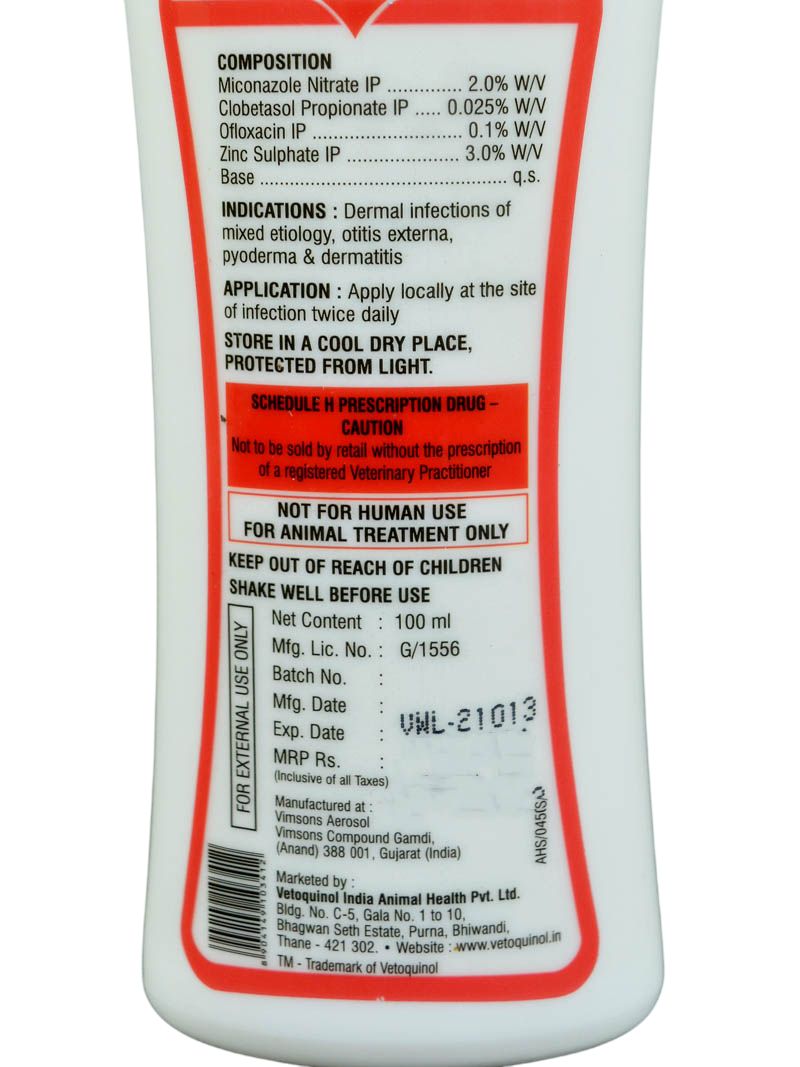 COMPOSITION
Miconazole Nitrate IP .............. 2.0% W/V
Clobetasol Propionate IP ..... 0.025% W/V
Ofloxacin IP ............................ 0.1% W/V
Zinc Sulphate IP ..................... 3.0% W/V
Base ................................................ q.s.
INDICATIONS : Dermal infections of
mixed etiology, otitis externa,
pyoderma & dermatitis
APPLICATION : Apply locally at the site
of infection twice daily
STORE IN A COOL DRY PLACE,
PROTECTED FROM LIGHT.
SCHEDULE H PRESCRIPTION DRUG –
CAUTION
Not to be sold by retail without the prescription
of a registered Veterinary Practitioner
NOT FOR HUMAN USE
FOR ANIMAL TREATMENT ONLY
KEEP OUT OF REACH OF CHILDREN
SHAKE WELL BEFORE USE
FOR EXTERNAL USE ONLY
Net Content : 100 ml
Mfg. Lic. No. : G/1556
Batch No. :
Mfg. Date :
VWL-21013
Exp. Date :
MRP Rs. :
(Inclusive of all Taxes)
Manufactured at :
Vimsons Aerosol
Vimsons Compound Gamdi,
(Anand) 388 001, Gujarat (India)
Marketed by :
Vetoquinol India Animal Health Pvt. Ltd.
Bldg. No. C-5, Gala No. 1 to 10,
Bhagwan Seth Estate, Purna, Bhiwandi,
Thane - 421 302. • Website : www.vetoquinol.in
TM - Trademark of Vetoquinol
8904149103412